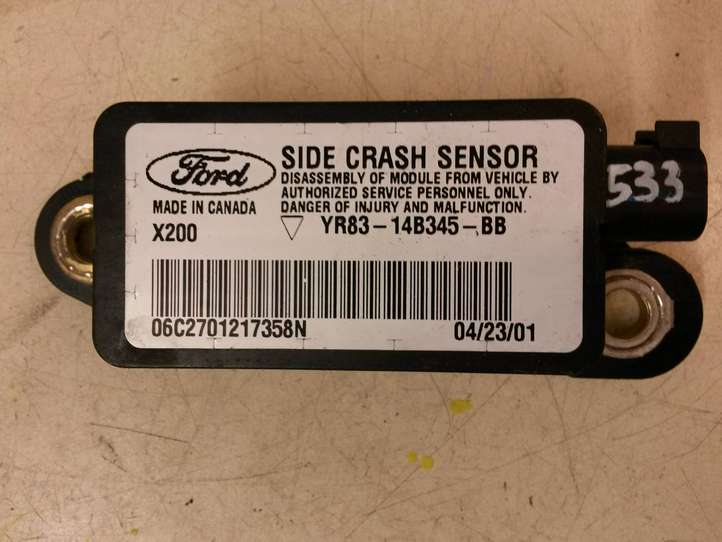 Ford
MADE IN CANADA
X200
SIDE CRASH SENSOR
DISASSEMBLY OF MODULE FROM VEHICLE BY
AUTHORIZED SERVICE PERSONNEL ONLY.
DANGER OF INJURY AND MALFUNCTION.
YR83-14B345-BB
06C2701217358N
04/23/01
533